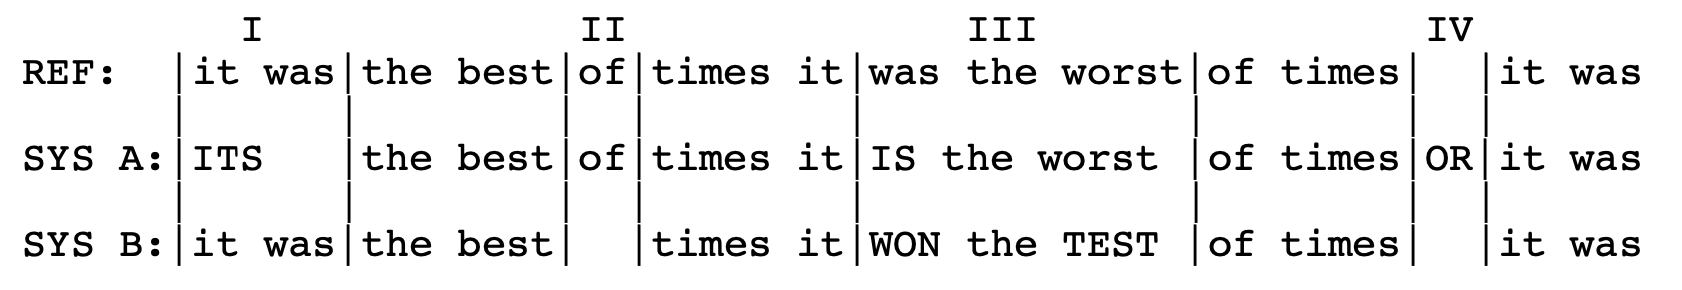 I II III IV
REF: |it was|the best|of|times it|was the worst|of times| |it was
SYS A:|ITS |the best|of|times it|IS the worst |of times|OR|it was
SYS B:|it was|the best| |times it|WON the TEST |of times| |it was